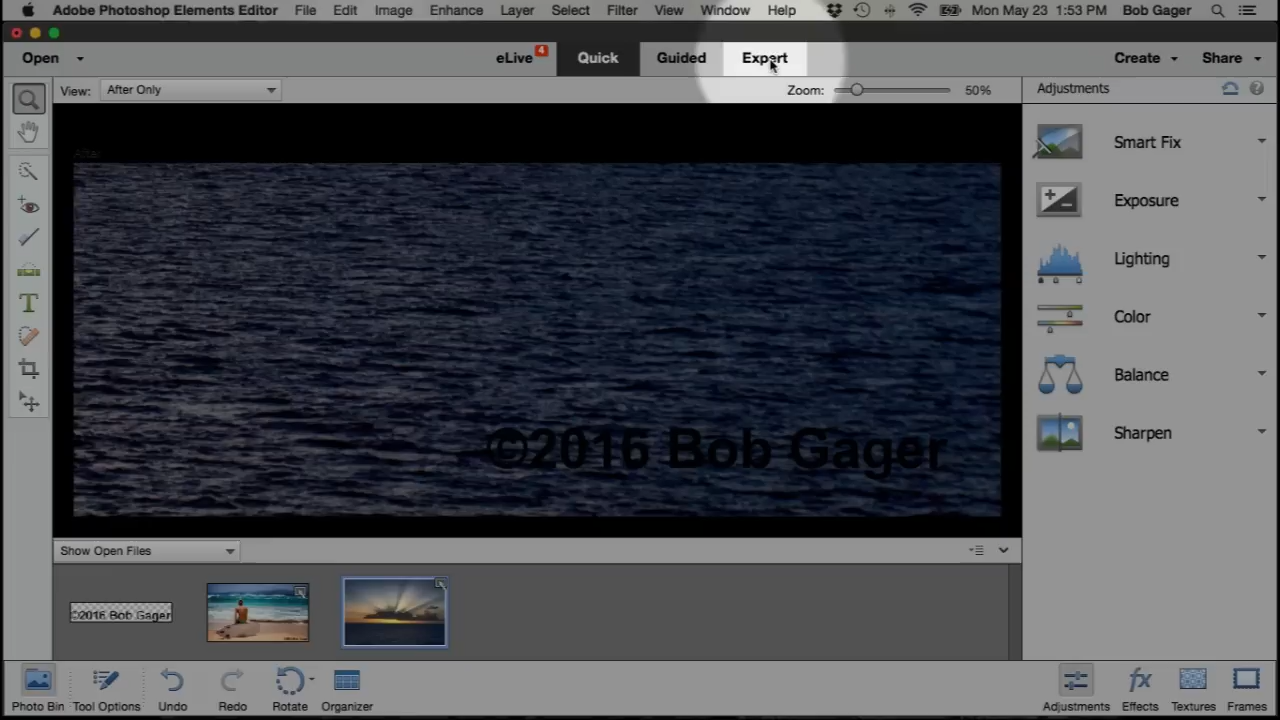 Adobe Photoshop Elements Editor File Edit Image Enhance Layer Select Filter View Window Help Mon May 23 1:53 PM Bob Gager
Open eLive 4 Quick Guided Expert Create Share
View: After Only Zoom: 50% Adjustments
After
Smart Fix
Exposure
Lighting
Color
Balance
Sharpen
©2016 Bob Gager
Show Open Files
©2016 Bob Gager
Photo Bin Tool Options Undo Redo Rotate Organizer Adjustments Effects Textures Frames